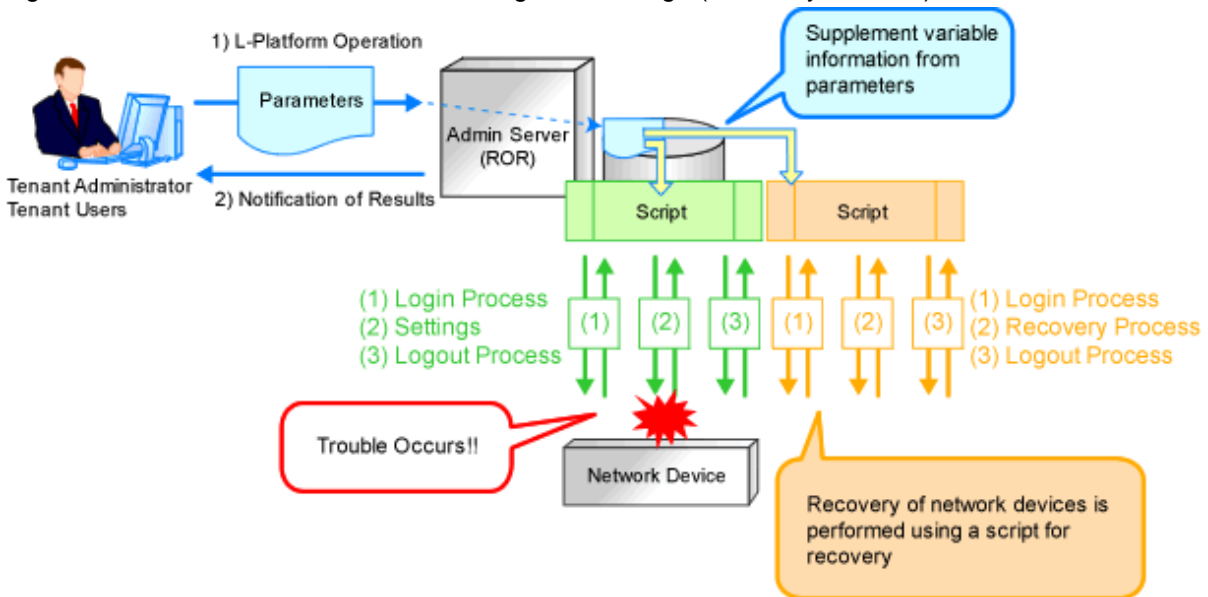 1) L-Platform Operation
Parameters
Admin Server
(ROR)
Supplement variable
information from
parameters
Tenant Administrator
Tenant Users
2) Notification of Results
Script
Script
(1) Login Process
(2) Settings
(3) Logout Process
(1)
(2)
(3)
(1)
(2)
(3)
(1) Login Process
(2) Recovery Process
(3) Logout Process
Trouble Occurs!!
Network Device
Recovery of network devices is
performed using a script for
recovery